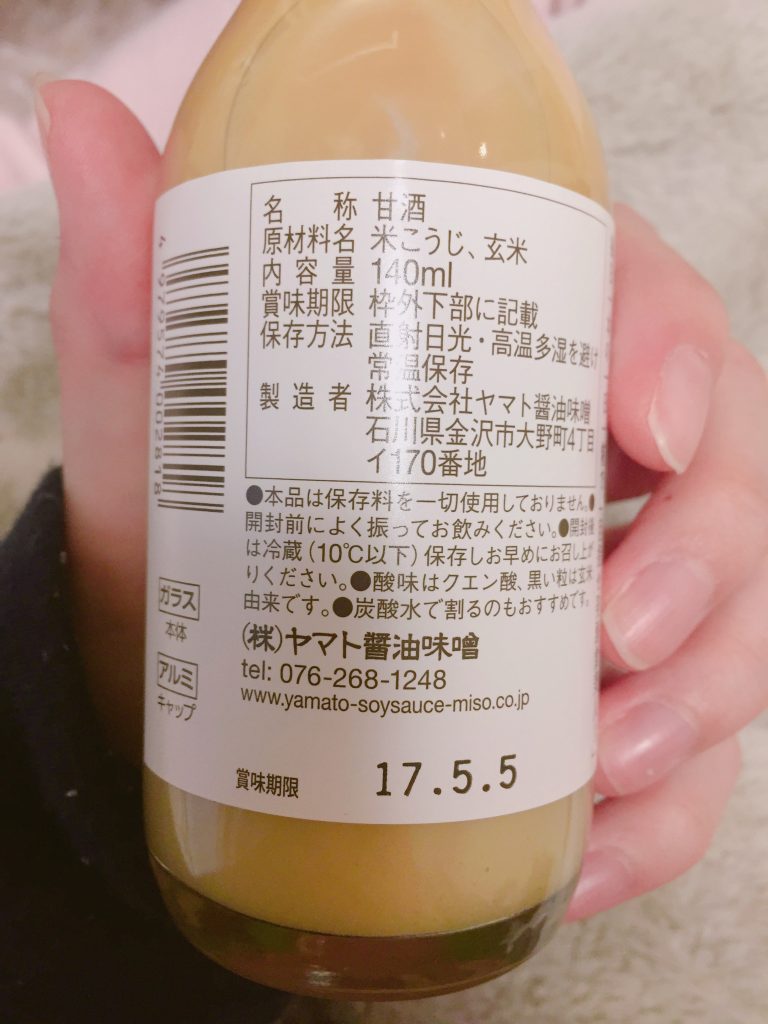 名称 甘酒
原材料名 米こうじ、玄米
内容量 140ml
賞味期限 枠外下部に記載
保存方法 直射日光・高温多湿を避け
常温保存
製造者 株式会社ヤマト醤油味噌
石川県金沢市大野町4丁目
イ170番地
●本品は保存料を一切使用しておりません。●
開封前によく振ってお飲みください。●開封後
は冷蔵(10℃以下)保存しお早めにお召し上が
りください。●酸味はクエン酸、黒い粒は玄米
由来です。●炭酸水で割るのもおすすめです。
(株)ヤマト醤油味噌
tel: 076-268-1248
www.yamato-soysauce-miso.co.jp
賞味期限 17.5.5
4979574002818
ガラス
本体
アルミ
キャップ